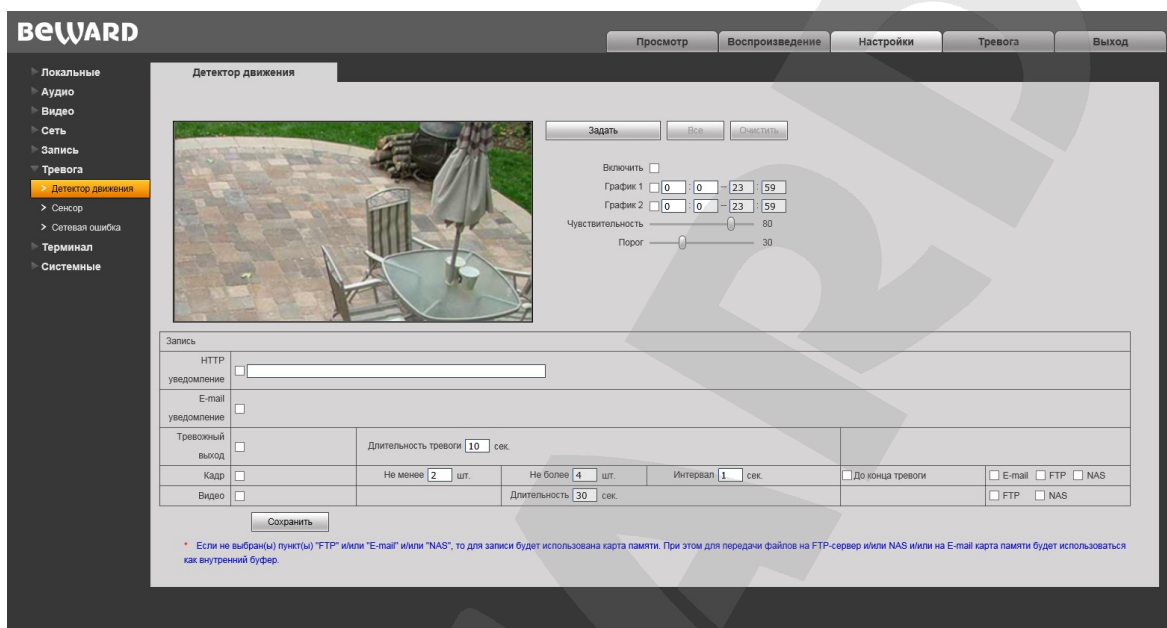 BEWARD
Просмотр Воспроизведение Настройки Тревога Выход
Локальные
Аудио
Видео
Сеть
Запись
Тревога
> Детектор движения
> Сенсор
> Сетевая ошибка
Терминал
Системные
Детектор движения
Задать Все Очистить
Включить
График 1 0 : 0 – 23 : 59
График 2 0 : 0 – 23 : 59
Чувствительность 80
Порог 30
Запись
HTTP
уведомление
E-mail
уведомление
Тревожный
выход Длительность тревоги 10 сек.
Кадр Не менее 2 шт. Не более 4 шт. Интервал 1 сек. До конца тревоги E-mail FTP NAS
Видео Длительность 30 сек. FTP NAS
Сохранить
* Если не выбран(ы) пункт(ы) "FTP" и/или "E-mail" и/или "NAS", то для записи будет использована карта памяти. При этом для передачи файлов на FTP-сервер и/или NAS и/или на E-mail карта памяти будет использоваться
как внутренний буфер.